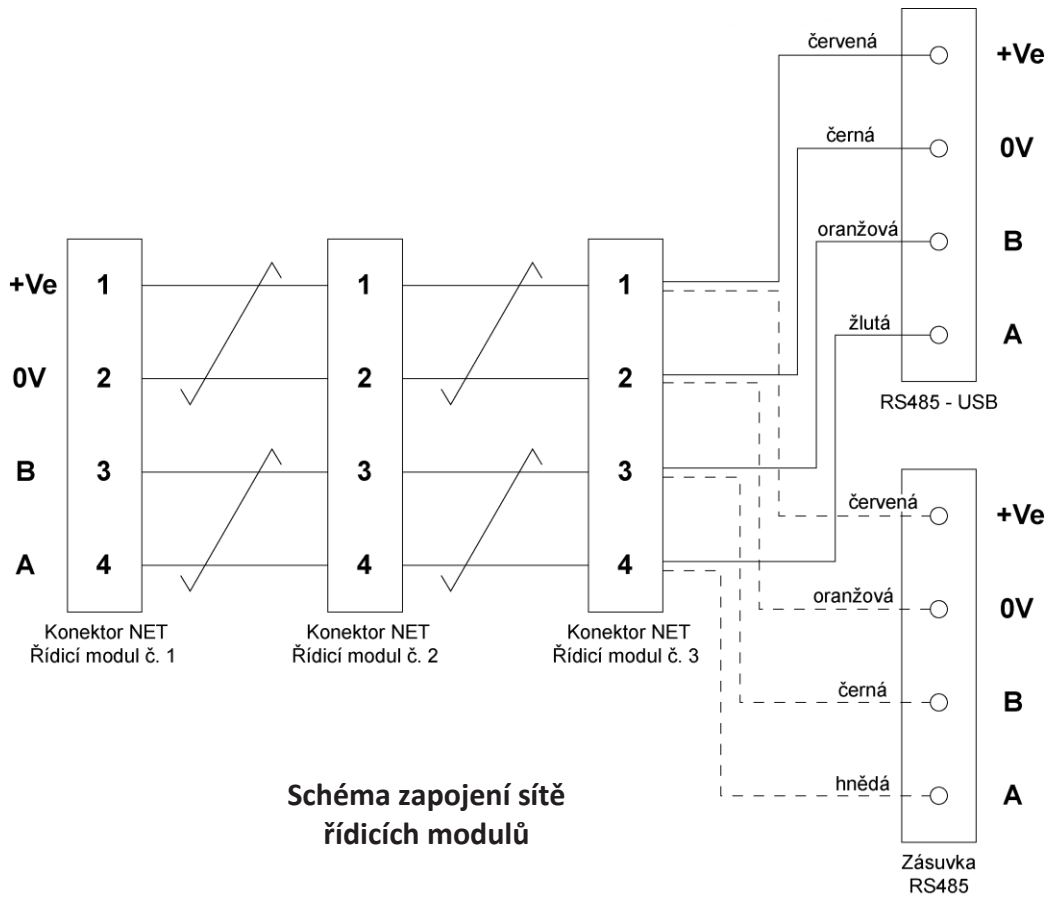 červená
+Ve
černá
0V
oranžová
B
žlutá
A
RS485 - USB
+Ve
1
1
1
0V
2
2
2
B
3
3
3
A
4
4
4
Konektor NET
Řídicí modul č. 1
Konektor NET
Řídicí modul č. 2
Konektor NET
Řídicí modul č. 3
červená
+Ve
oranžová
0V
černá
B
hnědá
A
Zásuvka
RS485
Schéma zapojení sítě
řídicích modulů